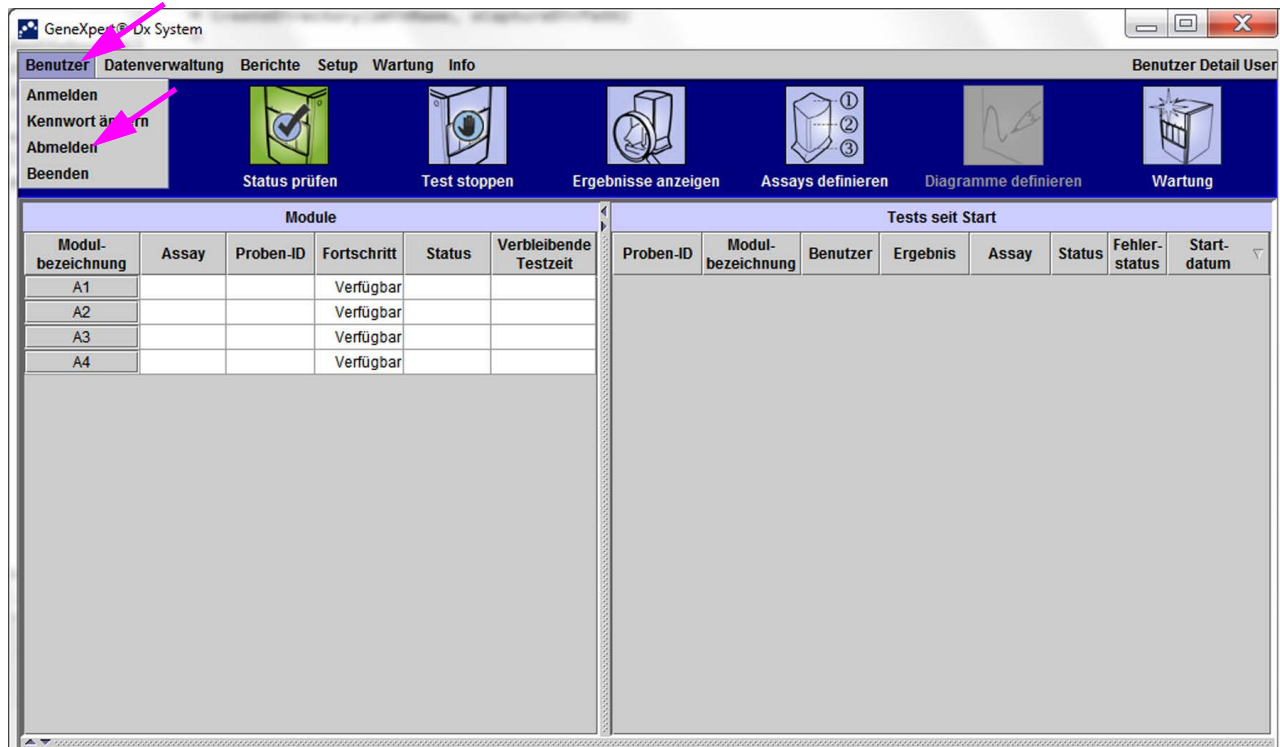 GeneXpert® Dx System
Benutzer Datenverwaltung Berichte Setup Wartung Info Benutzer Detail User
Anmelden
Kennwort ändern
Abmelden
Beenden
Status prüfen Test stoppen Ergebnisse anzeigen Assays definieren Diagramme definieren Wartung
Module
Modul-
bezeichnung Assay Proben-ID Fortschritt Status Verbleibende
Testzeit
A1 Verfügbar
A2 Verfügbar
A3 Verfügbar
A4 Verfügbar
Tests seit Start
Proben-ID Modul-
bezeichnung Benutzer Ergebnis Assay Status Fehler-
status Start-
datum